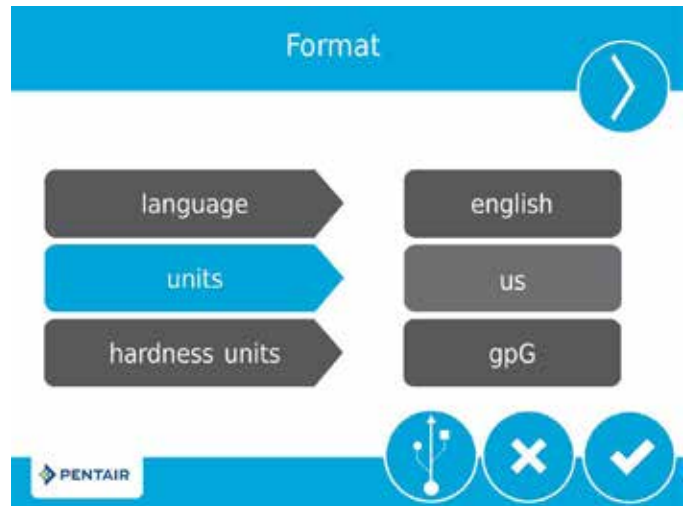 Format
language
english
units
us
hardness units
gpG
PENTAIR